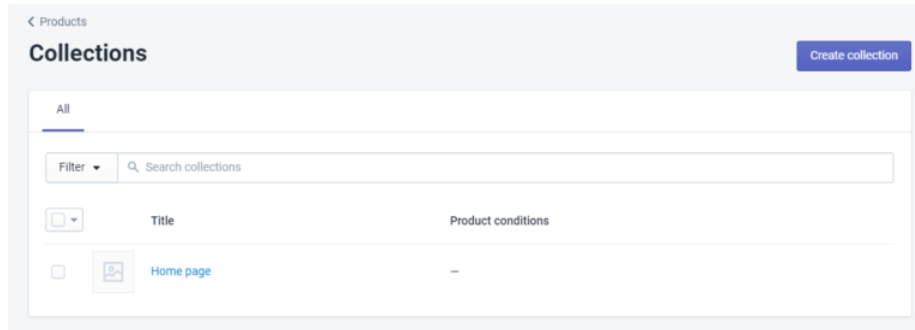 Products
Collections
Create collection
All
Filter
Search collections
Title Product conditions
Home page –